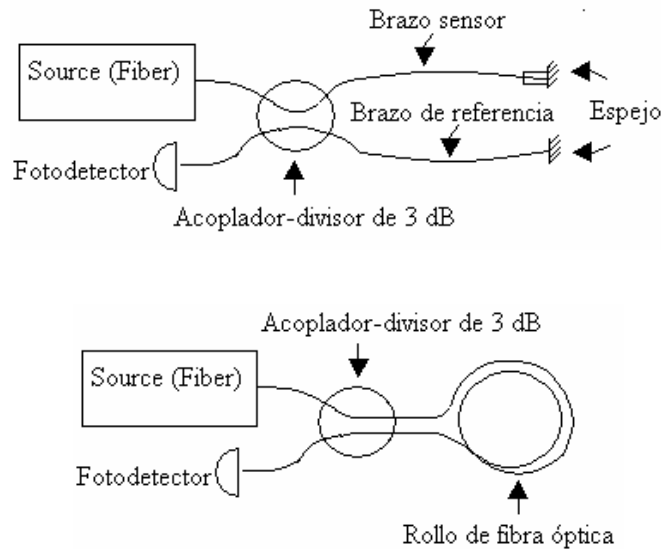 Brazo sensor
Source (Fiber)
Brazo de referencia
Espejo
Fotodetector
Acoplador-divisor de 3 dB
Acoplador-divisor de 3 dB
Source (Fiber)
Fotodetector
Rollo de fibra óptica